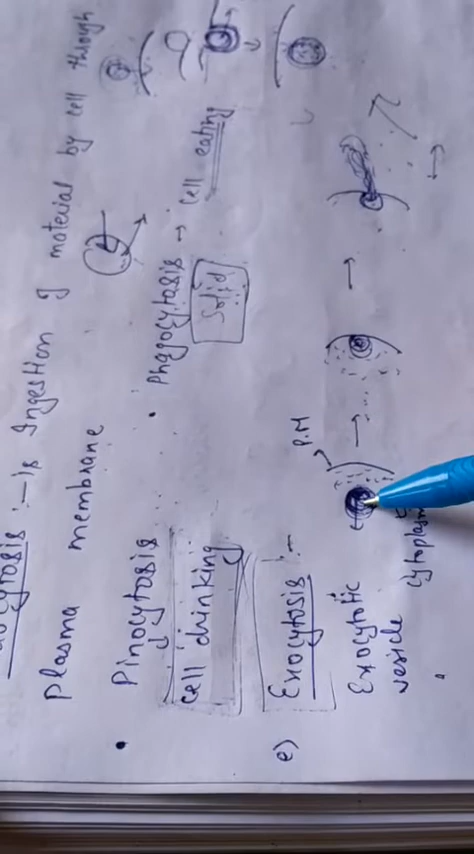 :- is Ingestion of material by cell through
Plasma membrane
• Pinocytosis
cell drinking
• Phagocytosis → cell eating
Solid
e) Exocytosis :-
P.M
Exocytotic
vesicle
cytoplasm